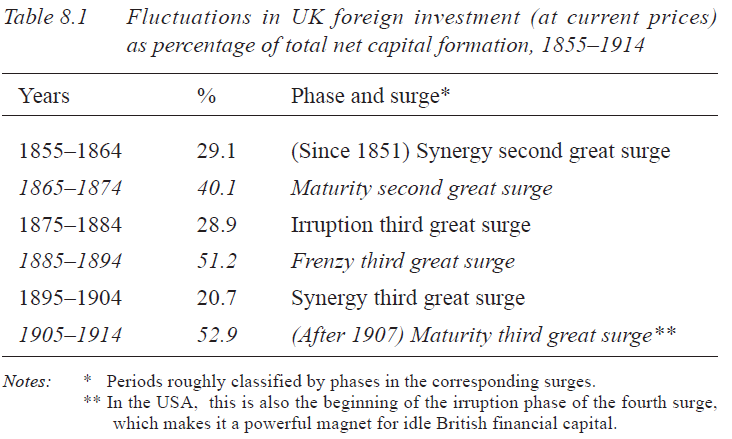 Table 8.1 Fluctuations in UK foreign investment (at current prices)
as percentage of total net capital formation, 1855–1914
Years % Phase and surge*
1855–1864 29.1 (Since 1851) Synergy second great surge
1865–1874 40.1 Maturity second great surge
1875–1884 28.9 Irruption third great surge
1885–1894 51.2 Frenzy third great surge
1895–1904 20.7 Synergy third great surge
1905–1914 52.9 (After 1907) Maturity third great surge**
Notes: * Periods roughly classified by phases in the corresponding surges.
** In the USA, this is also the beginning of the irruption phase of the fourth surge,
which makes it a powerful magnet for idle British financial capital.